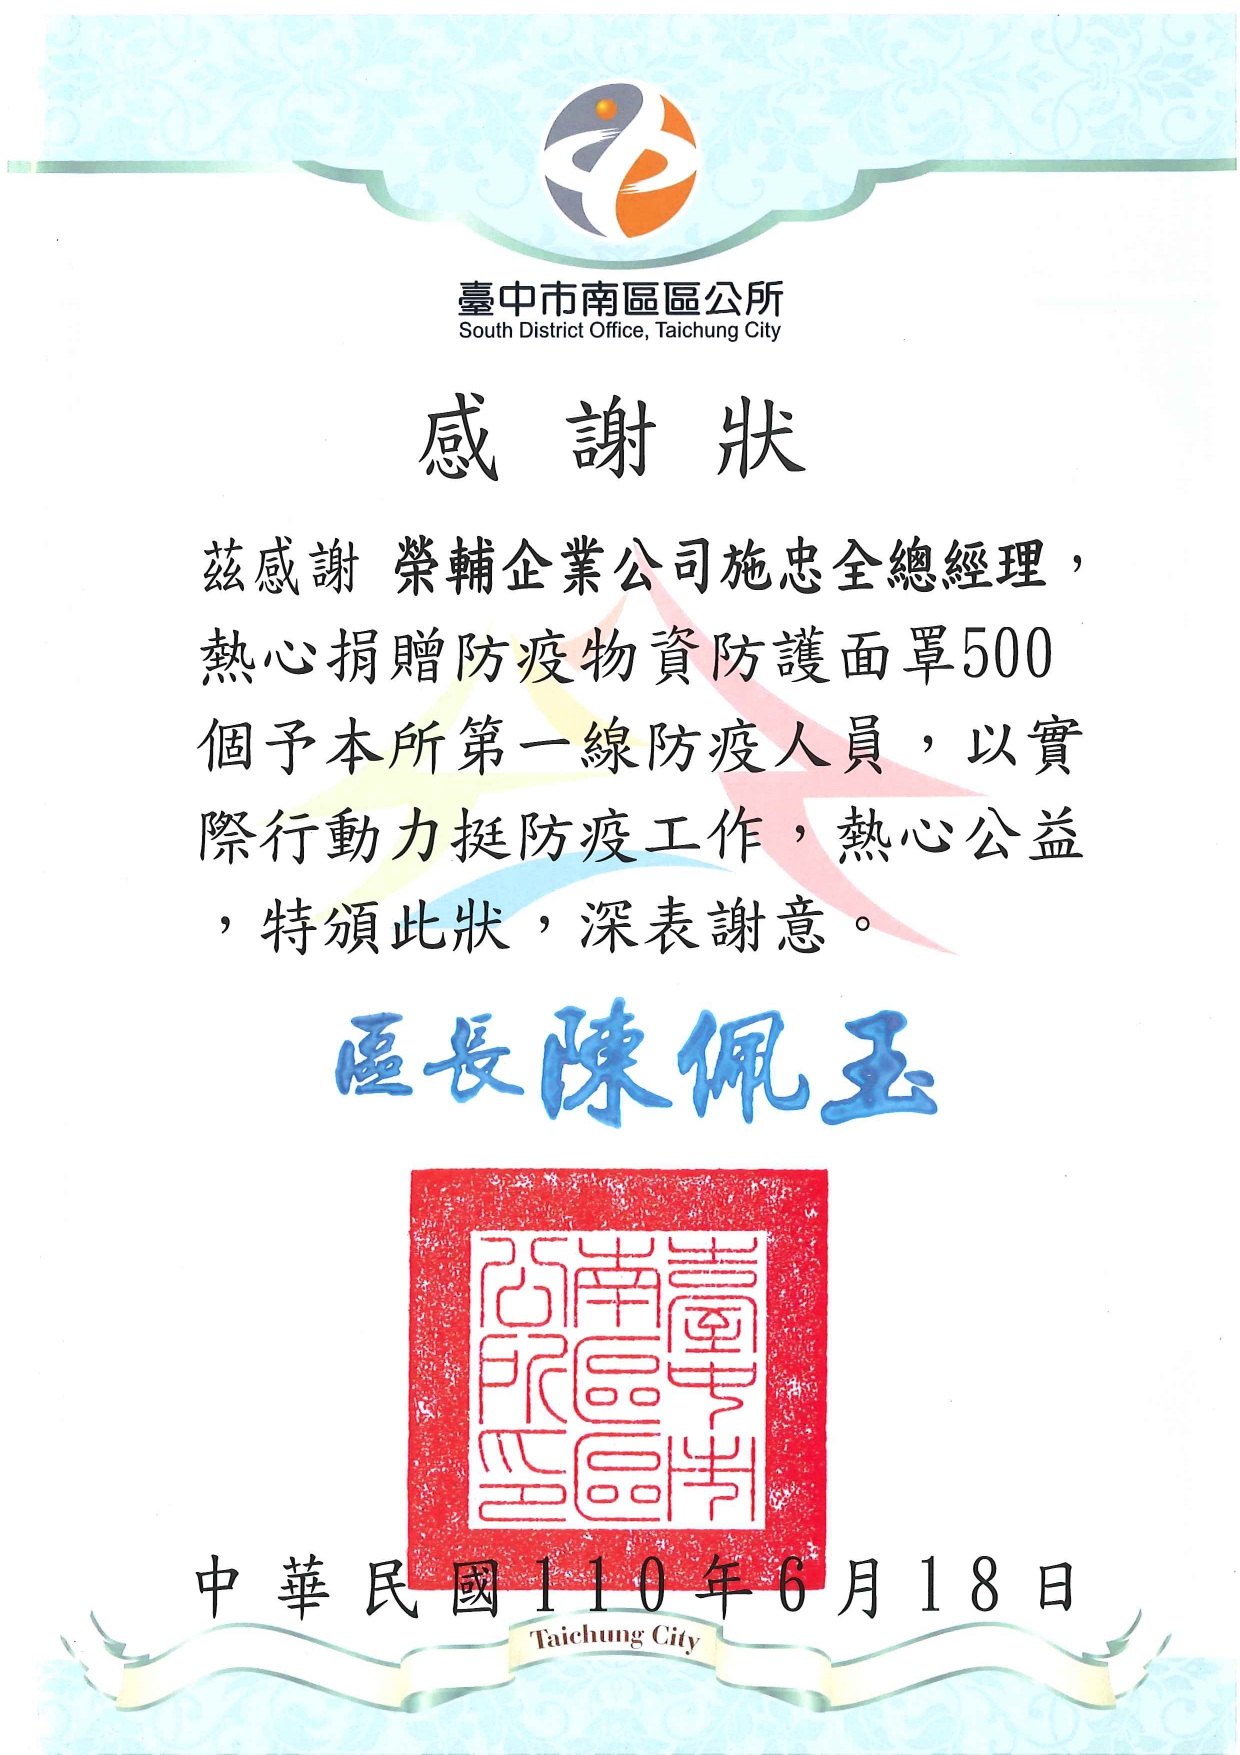 臺中市南區區公所
South District Office, Taichung City
感謝狀
茲感謝 榮輔企業公司施忠全總經理，
熱心捐贈防疫物資防護面罩500
個予本所第一線防疫人員，以實
際行動力挺防疫工作，熱心公益
，特頒此狀，深表謝意。
區長陳佩玉
臺中市
南區區
公所印
中華民國110年6月18日
Taichung City